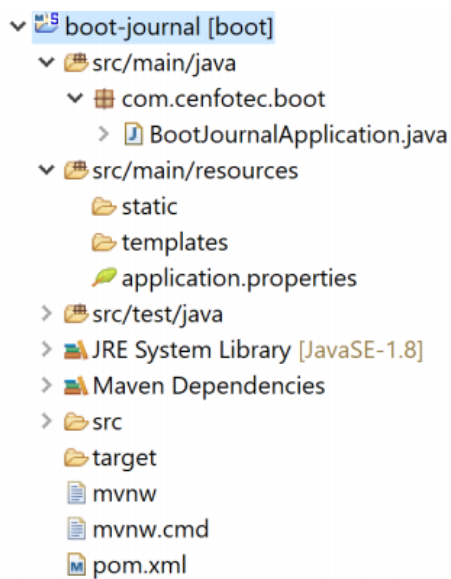 boot-journal [boot]
src/main/java
com.cenfotec.boot
BootJournalApplication.java
src/main/resources
static
templates
application.properties
src/test/java
JRE System Library [JavaSE-1.8]
Maven Dependencies
src
target
mvnw
mvnw.cmd
pom.xml